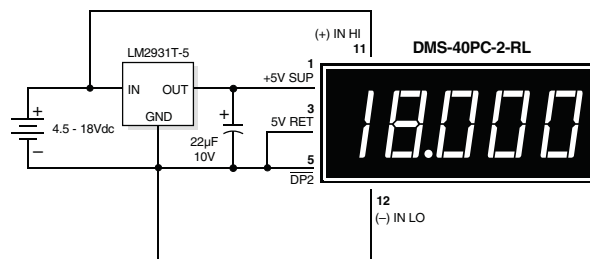 (+) IN HI
11
DMS-40PC-2-RL
LM2931T-5
1
IN OUT
+5V SUP
GND
+
4.5 - 18Vdc
–
+
22µF
10V
3
5V RET
5
DP2
18.000
12
(–) IN LO